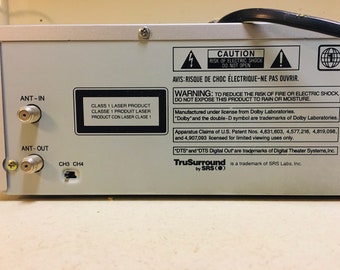 CAUTION
RISK OF ELECTRIC SHOCK
DO NOT OPEN
AVIS: RISQUE DE CHOC ÉLECTRIQUE-NE PAS OUVRIR.
ANT-IN
CLASS 1 LASER PRODUCT
CLASSE 1 PRODUIT LASER
PRODUCT CON LASER CLASE 1
WARNING: TO REDUCE THE RISK OF FIRE OR ELECTRIC SHOCK,
DO NOT EXPOSE THIS PRODUCT TO RAIN OR MOISTURE.
Manufactured under license from Dolby Laboratories.
"Dolby" and the double-D symbol are trademarks of Dolby Laboratories.
Apparatus Claims of U.S. Patent Nos. 4,631,603, 4,577,216, 4,819,098,
and 4,907,093 licensed for limited viewing uses only.
ANT-OUT
CH3 CH4
"DTS" and "DTS Digital Out" are trademarks of Digital Theater Systems, Inc.
TruSurround
by SRS
is a trademark of SRS Labs, Inc.